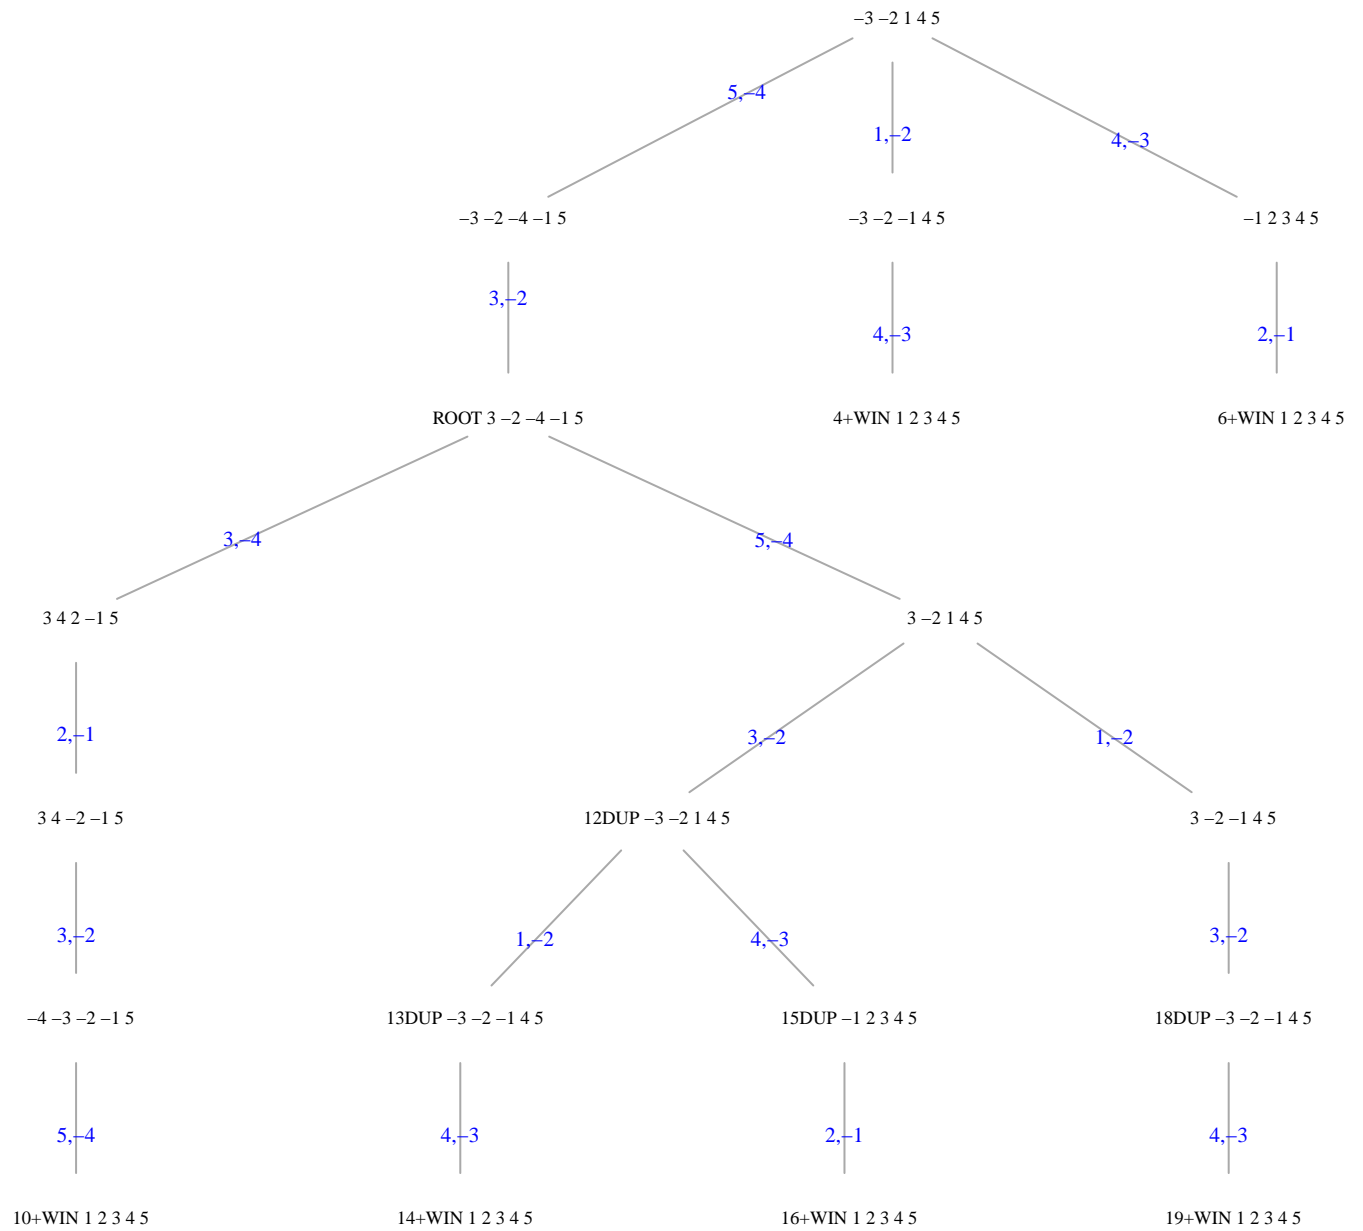 –3 –2 1 4 5
5,–4
1,–2
4,–3
–3 –2 –4 –1 5
–3 –2 –1 4 5
–1 2 3 4 5
3,–2
4,–3
2,–1
ROOT 3 –2 –4 –1 5
4+WIN 1 2 3 4 5
6+WIN 1 2 3 4 5
3,–4
5,–4
3 4 2 –1 5
3 –2 1 4 5
2,–1
3,–2
1,–2
3 4 –2 –1 5
12DUP –3 –2 1 4 5
3 –2 –1 4 5
3,–2
1,–2
4,–3
3,–2
–4 –3 –2 –1 5
13DUP –3 –2 –1 4 5
15DUP –1 2 3 4 5
18DUP –3 –2 –1 4 5
5,–4
4,–3
2,–1
4,–3
10+WIN 1 2 3 4 5
14+WIN 1 2 3 4 5
16+WIN 1 2 3 4 5
19+WIN 1 2 3 4 5